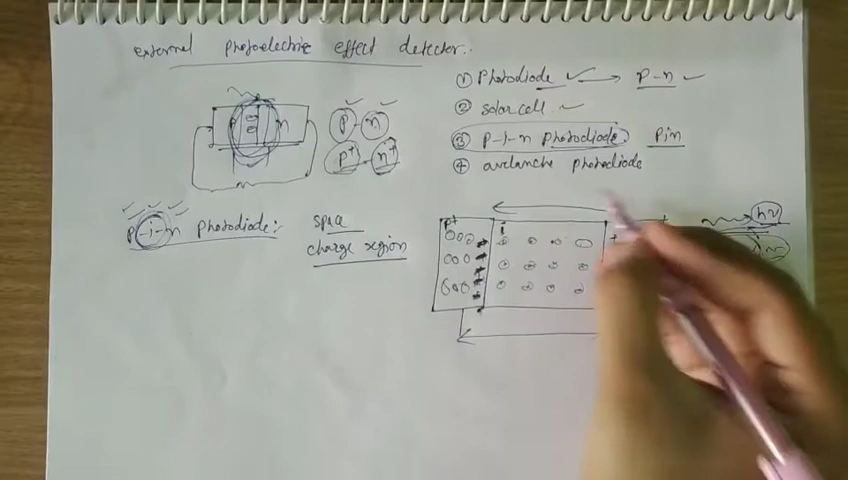 external photoelectric effect detector..
① Photodiode ✓ → P-n ✓
② solar cell ✓
③ p-i-n Photodiode Pin
④ avalanche photodiode
P n
p n
p+ n+
p-i-n Photodiode:
space
charge region
p+ i
+
hν